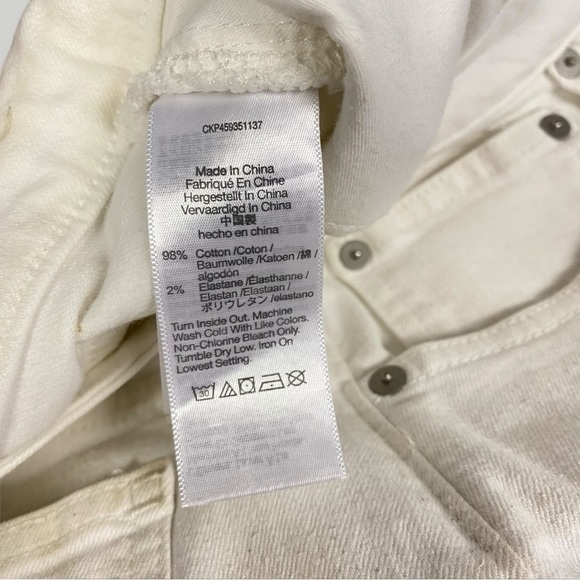 CKP459351137
Made In China
Fabriqué En Chine
Hergestellt In China
Vervaardigd In China
中国製
hecho en china
98% Cotton /Coton /
Baumwolle /Katoen /綿 /
algodón
2% Elastane /Élasthanne /
Elastan /Elastaan /
ポリウレタン /elastano
Turn Inside Out. Machine
Wash Cold With Like Colors.
Non-Chlorine Bleach Only.
Tumble Dry Low. Iron On
Lowest Setting.
30